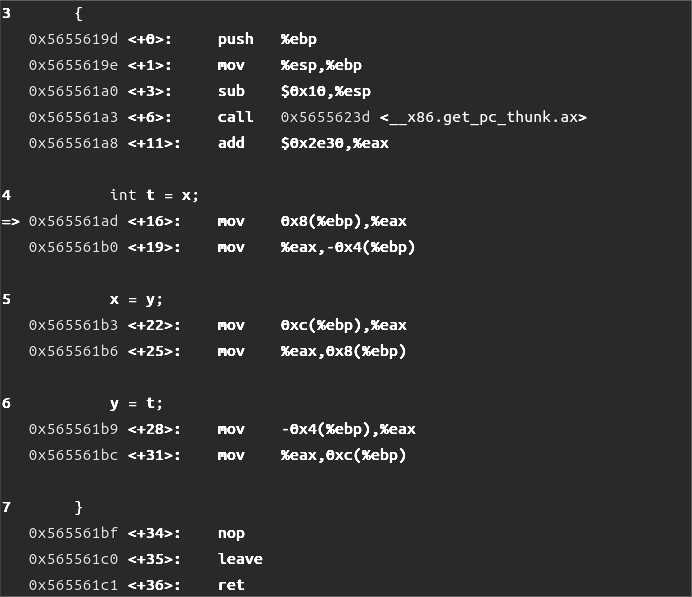 3       {
   0x5655619d <+0>:     push   %ebp
   0x5655619e <+1>:     mov    %esp,%ebp
   0x565561a0 <+3>:     sub    $0x10,%esp
   0x565561a3 <+6>:     call   0x5655623d <__x86.get_pc_thunk.ax>
   0x565561a8 <+11>:    add    $0x2e30,%eax
4           int t = x;
=> 0x565561ad <+16>:    mov    0x8(%ebp),%eax
   0x565561b0 <+19>:    mov    %eax,-0x4(%ebp)
5           x = y;
   0x565561b3 <+22>:    mov    0xc(%ebp),%eax
   0x565561b6 <+25>:    mov    %eax,0x8(%ebp)
6           y = t;
   0x565561b9 <+28>:    mov    -0x4(%ebp),%eax
   0x565561bc <+31>:    mov    %eax,0xc(%ebp)
7       }
   0x565561bf <+34>:    nop
   0x565561c0 <+35>:    leave
   0x565561c1 <+36>:    ret